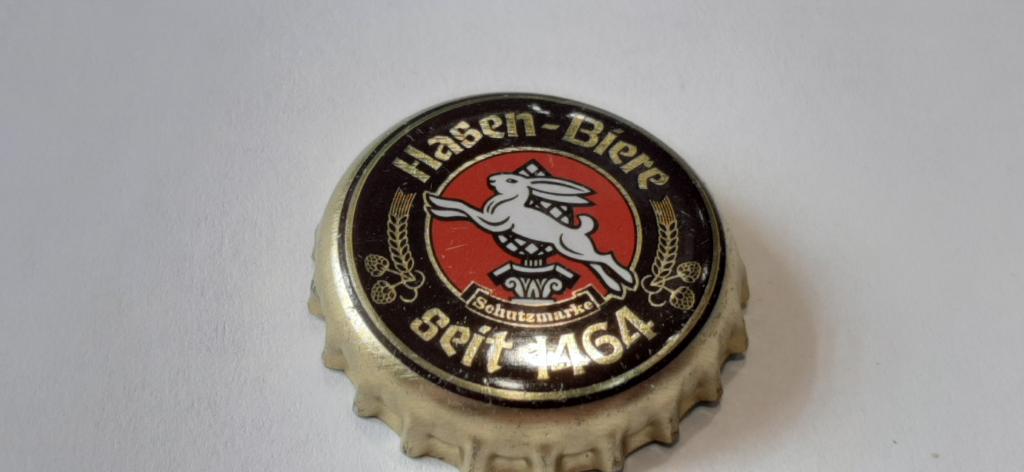 Hasen-Biere
Schutzmarke
seit 1464